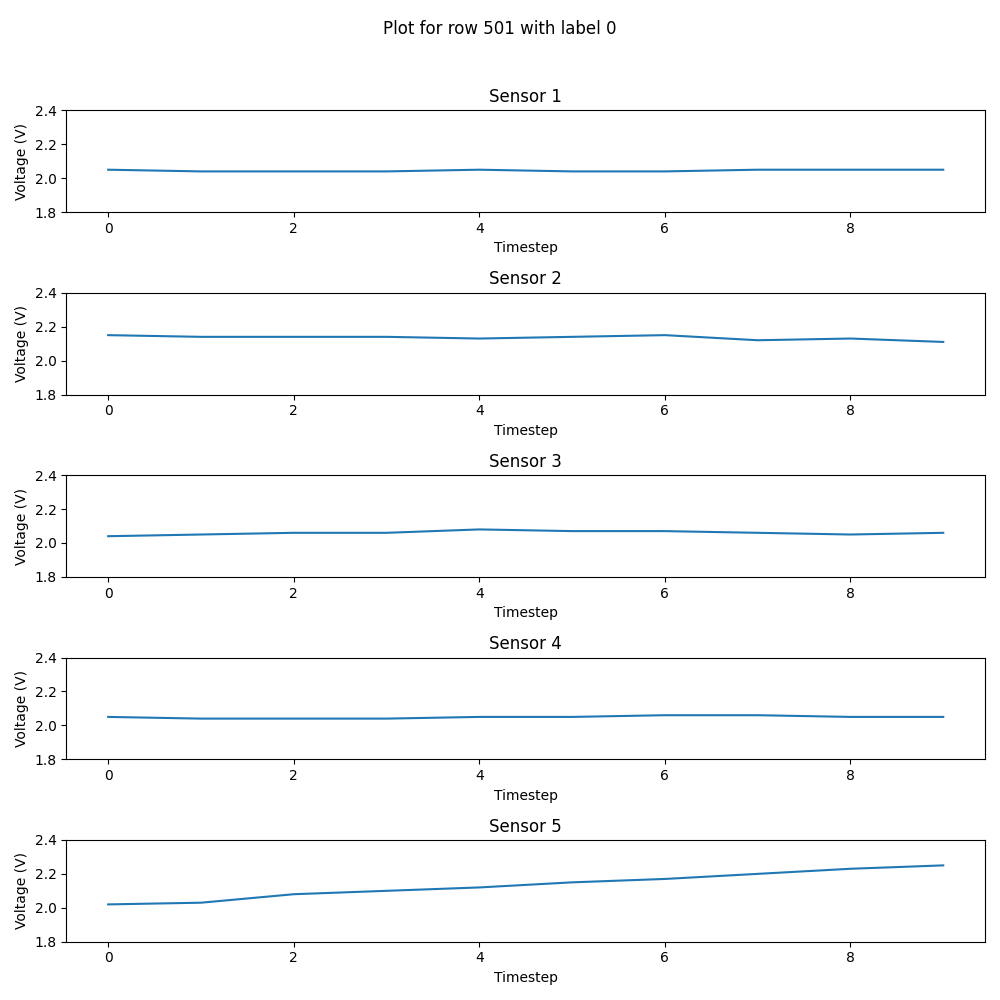 Plot for row 501 with label 0
Sensor 1
Voltage (V)
2.4
2.2
2.0
1.8
0 2 4 6 8
Timestep
Sensor 2
Voltage (V)
2.4
2.2
2.0
1.8
0 2 4 6 8
Timestep
Sensor 3
Voltage (V)
2.4
2.2
2.0
1.8
0 2 4 6 8
Timestep
Sensor 4
Voltage (V)
2.4
2.2
2.0
1.8
0 2 4 6 8
Timestep
Sensor 5
Voltage (V)
2.4
2.2
2.0
1.8
0 2 4 6 8
Timestep